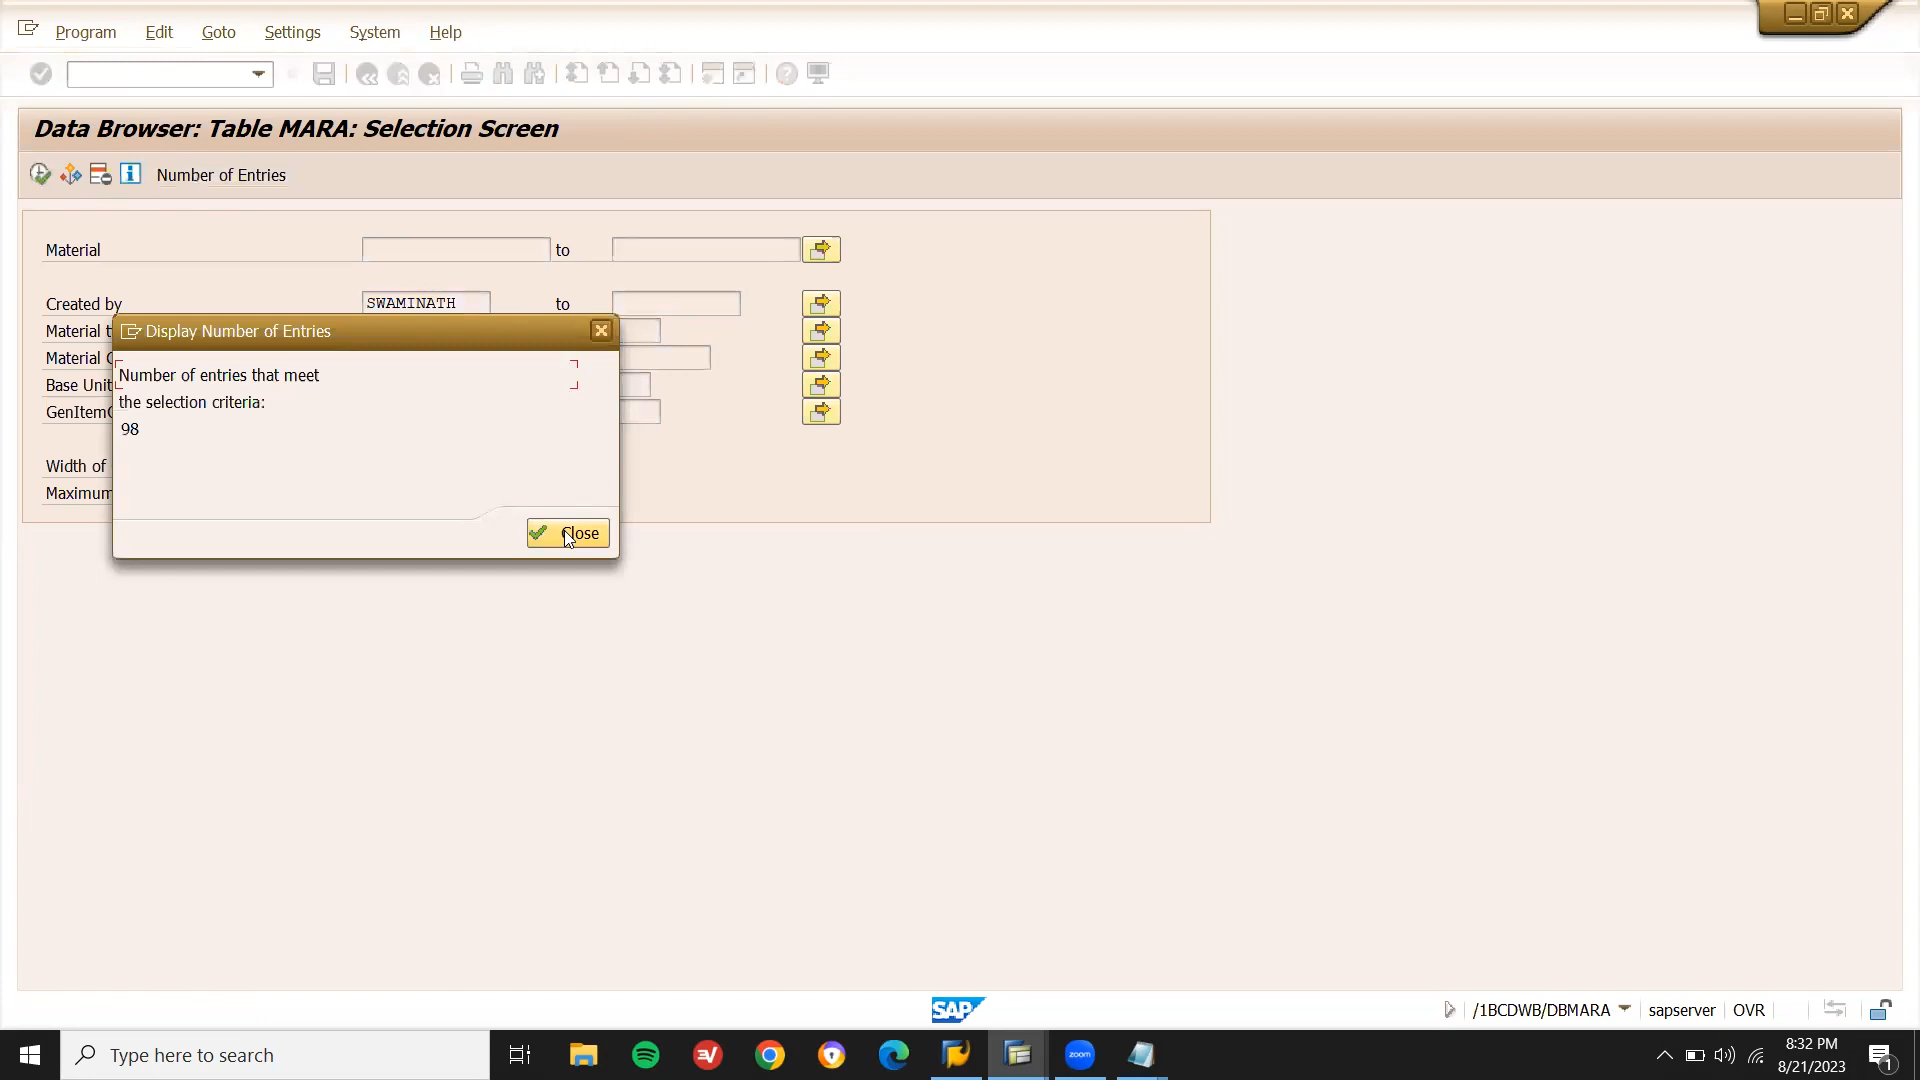 Program Edit Goto Settings System Help
Data Browser: Table MARA: Selection Screen
Number of Entries
Material to
Created by SWAMINATH to
Material t
Material
Base Unit
GenItem
Width of
Maximum
Display Number of Entries
Number of entries that meet
the selection criteria:
98
Close
SAP
/1BCDWB/DBMARA sapserver OVR
Type here to search
EV
zoom
8:32 PM
8/21/2023
1